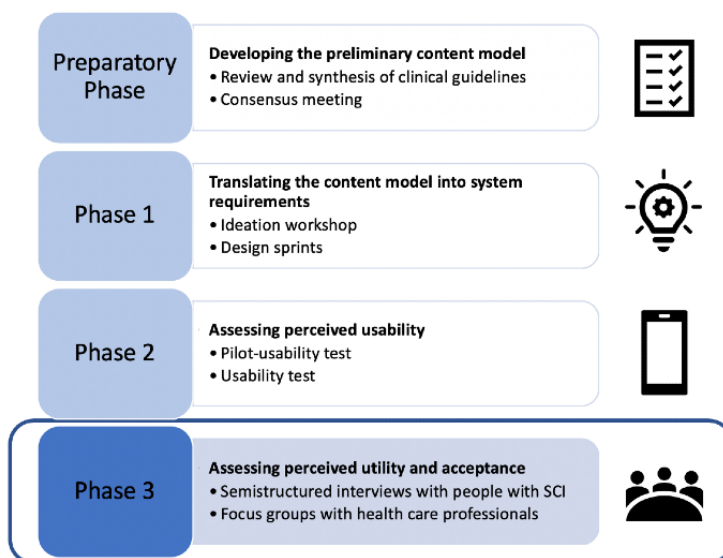 Preparatory
Phase
Developing the preliminary content model
• Review and synthesis of clinical guidelines
• Consensus meeting
Phase 1
Translating the content model into system
requirements
• Ideation workshop
• Design sprints
Phase 2
Assessing perceived usability
• Pilot-usability test
• Usability test
Phase 3
Assessing perceived utility and acceptance
• Semistructured interviews with people with SCI
• Focus groups with health care professionals